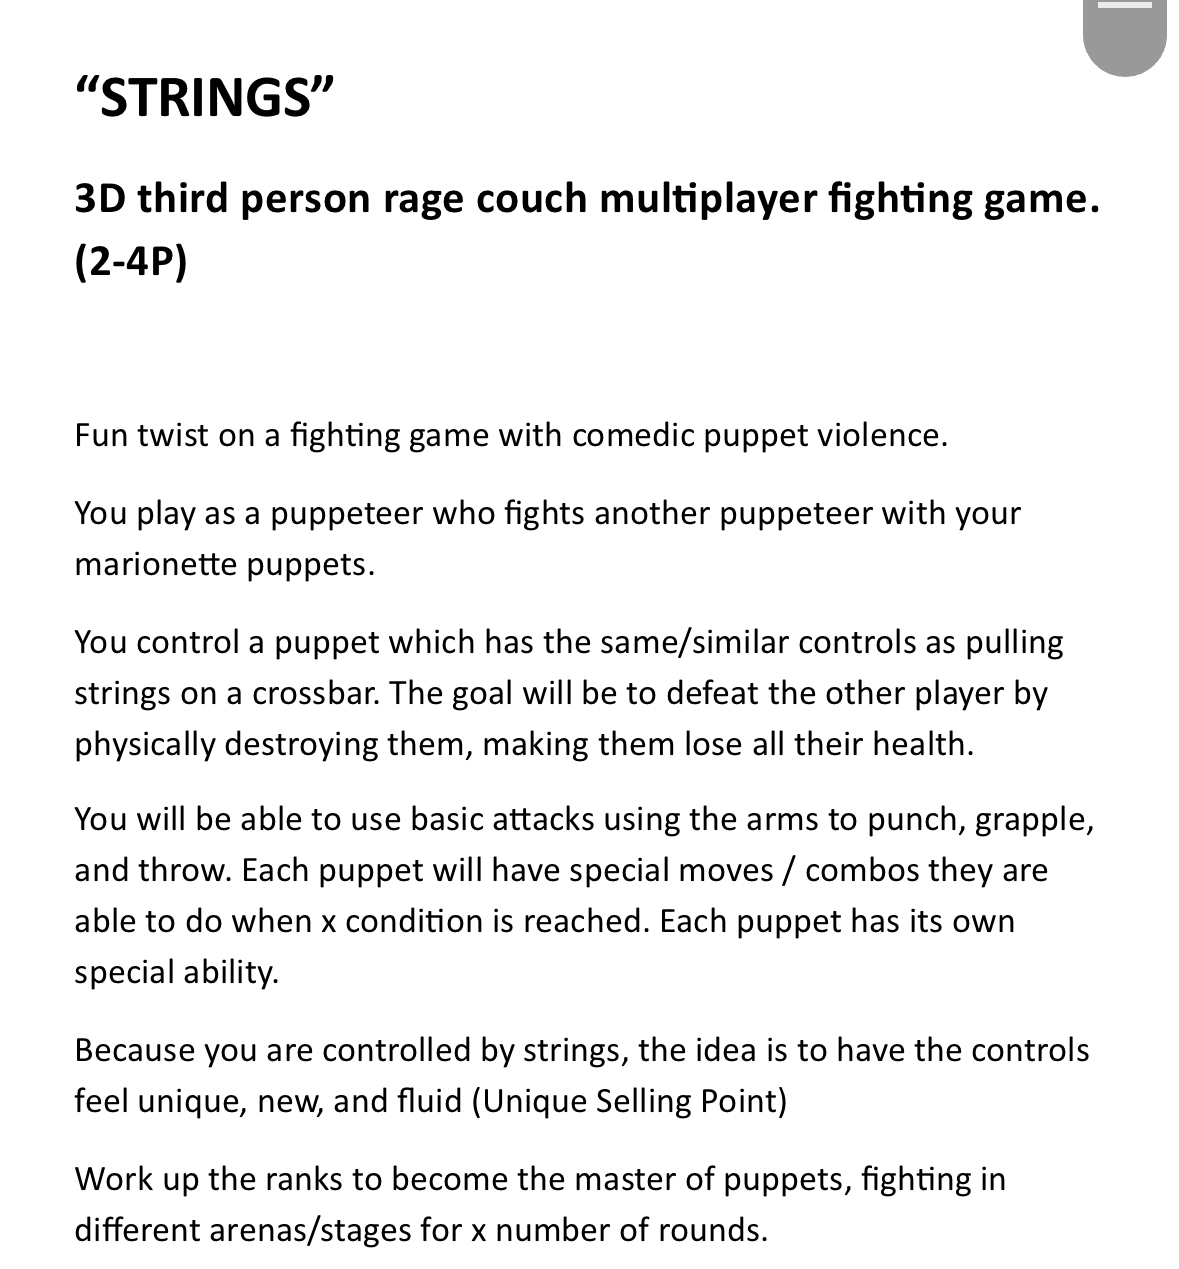 “STRINGS”
3D third person rage couch multiplayer fighting game.
(2-4P)
Fun twist on a fighting game with comedic puppet violence.
You play as a puppeteer who fights another puppeteer with your
marionette puppets.
You control a puppet which has the same/similar controls as pulling
strings on a crossbar. The goal will be to defeat the other player by
physically destroying them, making them lose all their health.
You will be able to use basic attacks using the arms to punch, grapple,
and throw. Each puppet will have special moves / combos they are
able to do when x condition is reached. Each puppet has its own
special ability.
Because you are controlled by strings, the idea is to have the controls
feel unique, new, and fluid (Unique Selling Point)
Work up the ranks to become the master of puppets, fighting in
different arenas/stages for x number of rounds.